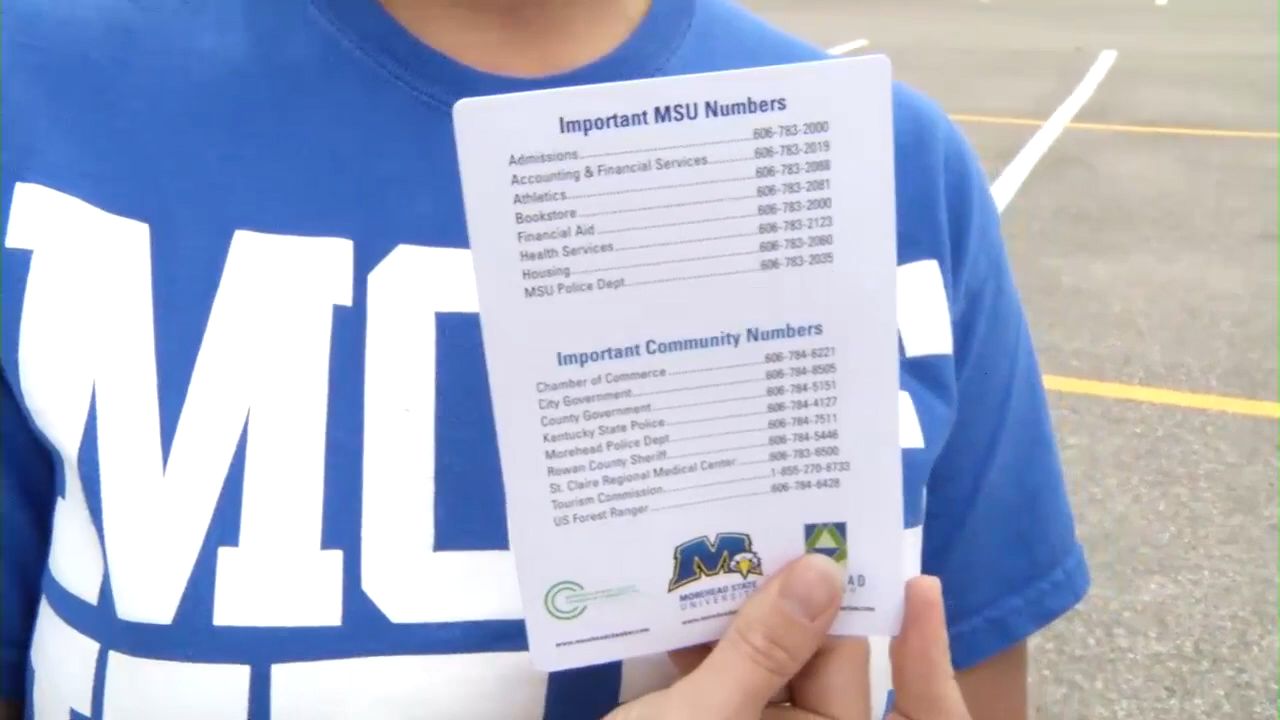 Important MSU Numbers
Admissions 606-783-2000
Accounting & Financial Services 606-783-2019
Athletics 606-783-2088
Bookstore 606-783-2081
Financial Aid 606-783-2000
Health Services 606-783-2123
Housing 606-783-2060
MSU Police Dept 606-783-2035
Important Community Numbers
Chamber of Commerce 606-784-6221
City Government 606-784-8505
County Government 606-784-5151
Kentucky State Police 606-784-4127
Morehead Police Dept 606-784-7511
Rowan County Sheriff 606-784-5446
St. Claire Regional Medical Center 606-783-6500
Tourism Commission 1-855-270-8733
US Forest Ranger 606-784-6428
M
MOREHEAD STATE
UNIVERSITY